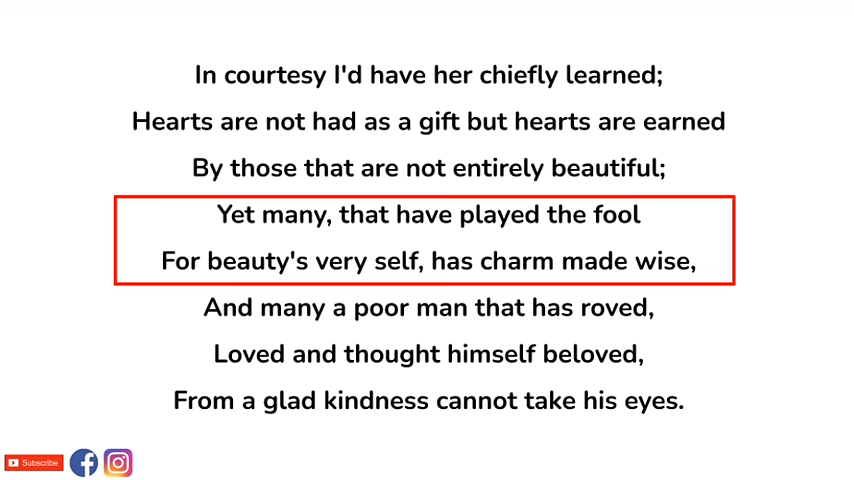 In courtesy I'd have her chiefly learned;
Hearts are not had as a gift but hearts are earned
By those that are not entirely beautiful;
Yet many, that have played the fool
For beauty's very self, has charm made wise,
And many a poor man that has roved,
Loved and thought himself beloved,
From a glad kindness cannot take his eyes.
Subscribe